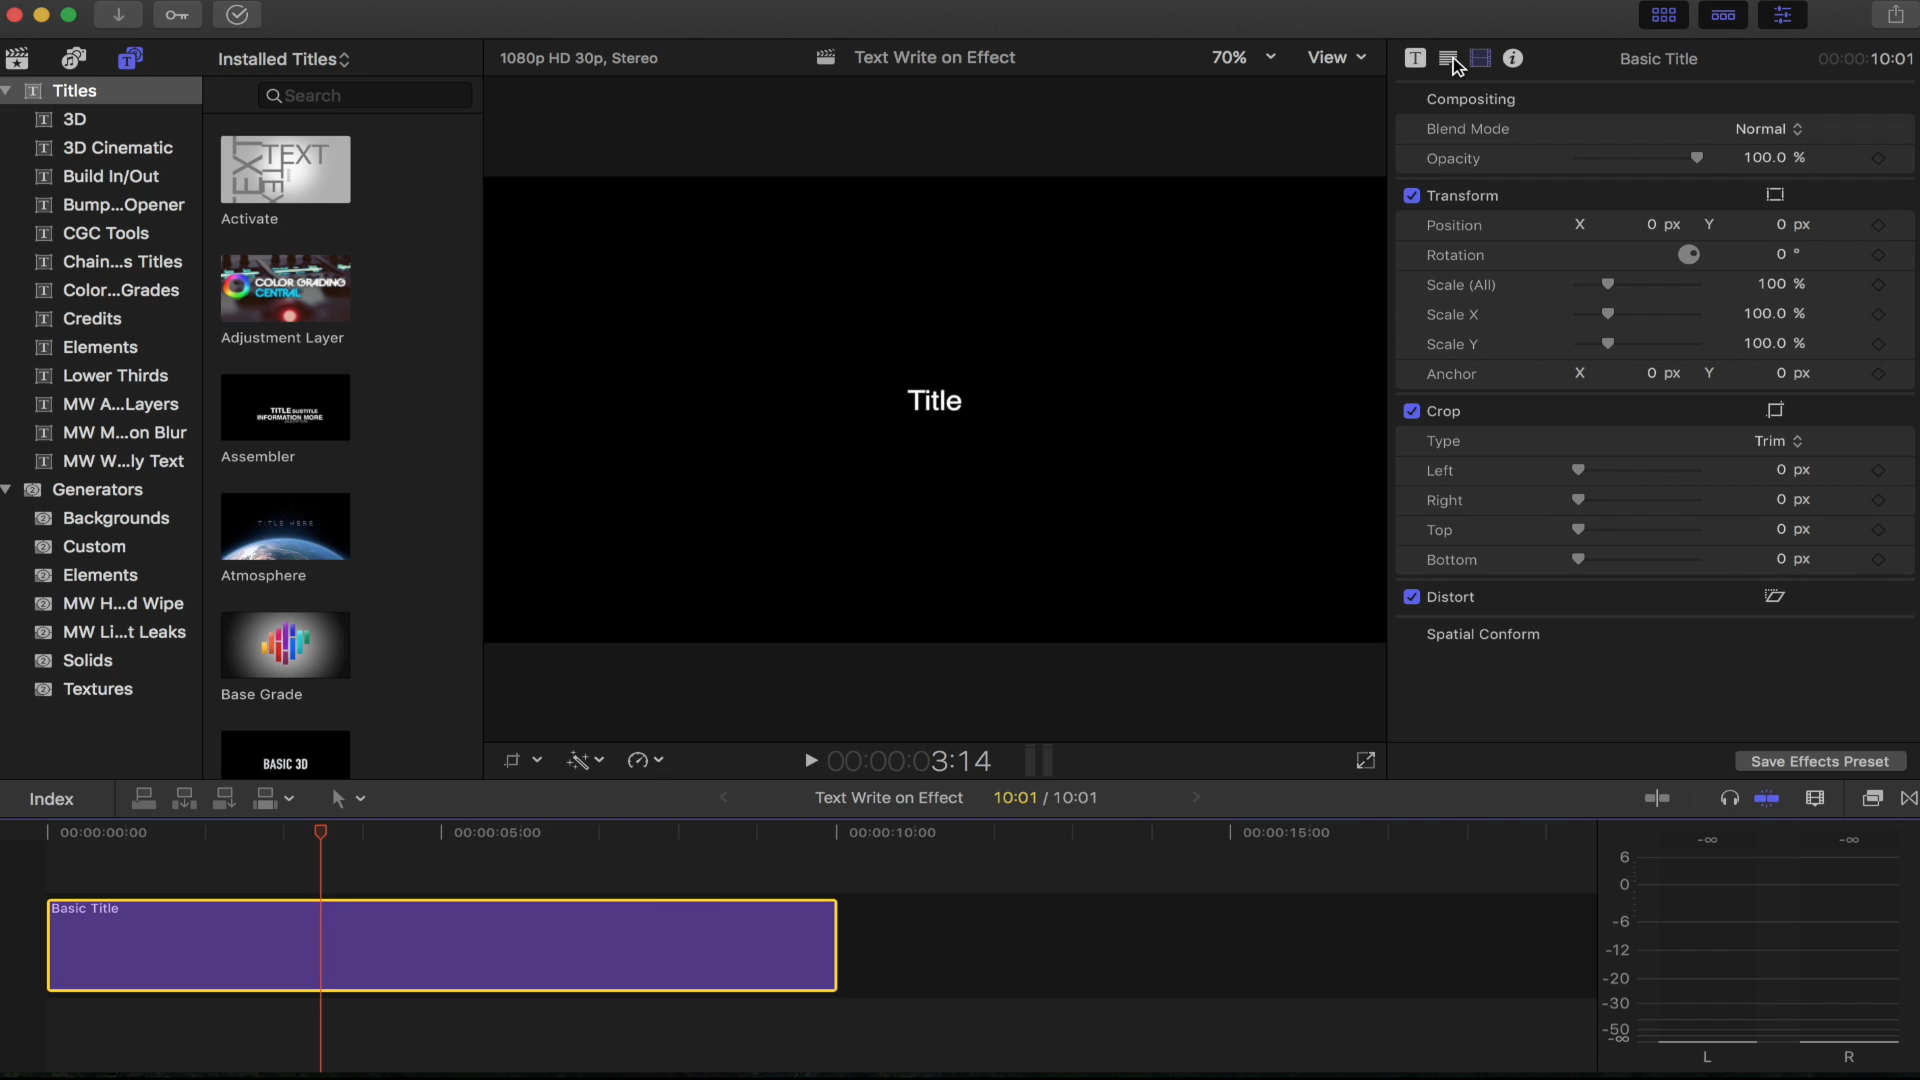 Installed Titles
1080p HD 30p, Stereo
Text Write on Effect
70%
View
T
Basic Title
00:00:10:01
Titles
Search
3D
3D Cinematic
Build In/Out
Bump...Opener
CGC Tools
Chain...s Titles
Color...Grades
Credits
Elements
Lower Thirds
MW A...Layers
MW M...on Blur
MW W...ly Text
Generators
Backgrounds
Custom
Elements
MW H...d Wipe
MW Li...t Leaks
Solids
Textures
TEXT
TEXT
Activate
COLOR GRADING
CENTRAL
Adjustment Layer
TITLE SUBTITLE
INFORMATION MORE
Assembler
TITLE HERE
Atmosphere
Base Grade
BASIC 3D
Title
Compositing
Blend Mode Normal
Opacity 100.0 %
Transform
Position X 0 px Y 0 px
Rotation 0 °
Scale (All) 100 %
Scale X 100.0 %
Scale Y 100.0 %
Anchor X 0 px Y 0 px
Crop
Type Trim
Left 0 px
Right 0 px
Top 0 px
Bottom 0 px
Distort
Spatial Conform
00:00:03:14
Save Effects Preset
Index
Text Write on Effect
10:01 / 10:01
00:00:00:00
00:00:05:00
00:00:10:00
00:00:15:00
Basic Title
-∞ -∞
6
0
-6
-12
-20
-30
-50
-∞
L R